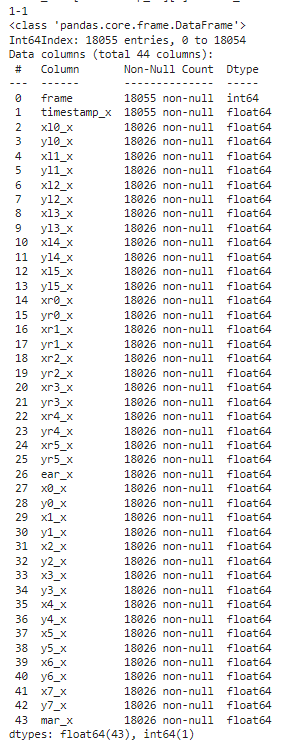 1-1
<class 'pandas.core.frame.DataFrame'>
Int64Index: 18055 entries, 0 to 18054
Data columns (total 44 columns):
 #   Column       Non-Null Count  Dtype
---  ------       --------------  -----
 0   frame        18055 non-null  int64
 1   timestamp_x  18055 non-null  float64
 2   xl0_x        18026 non-null  float64
 3   yl0_x        18026 non-null  float64
 4   xl1_x        18026 non-null  float64
 5   yl1_x        18026 non-null  float64
 6   xl2_x        18026 non-null  float64
 7   yl2_x        18026 non-null  float64
 8   xl3_x        18026 non-null  float64
 9   yl3_x        18026 non-null  float64
 10  xl4_x        18026 non-null  float64
 11  yl4_x        18026 non-null  float64
 12  xl5_x        18026 non-null  float64
 13  yl5_x        18026 non-null  float64
 14  xr0_x        18026 non-null  float64
 15  yr0_x        18026 non-null  float64
 16  xr1_x        18026 non-null  float64
 17  yr1_x        18026 non-null  float64
 18  xr2_x        18026 non-null  float64
 19  yr2_x        18026 non-null  float64
 20  xr3_x        18026 non-null  float64
 21  yr3_x        18026 non-null  float64
 22  xr4_x        18026 non-null  float64
 23  yr4_x        18026 non-null  float64
 24  xr5_x        18026 non-null  float64
 25  yr5_x        18026 non-null  float64
 26  ear_x        18026 non-null  float64
 27  x0_x         18026 non-null  float64
 28  y0_x         18026 non-null  float64
 29  x1_x         18026 non-null  float64
 30  y1_x         18026 non-null  float64
 31  x2_x         18026 non-null  float64
 32  y2_x         18026 non-null  float64
 33  x3_x         18026 non-null  float64
 34  y3_x         18026 non-null  float64
 35  x4_x         18026 non-null  float64
 36  y4_x         18026 non-null  float64
 37  x5_x         18026 non-null  float64
 38  y5_x         18026 non-null  float64
 39  x6_x         18026 non-null  float64
 40  y6_x         18026 non-null  float64
 41  x7_x         18026 non-null  float64
 42  y7_x         18026 non-null  float64
 43  mar_x        18026 non-null  float64
dtypes: float64(43), int64(1)